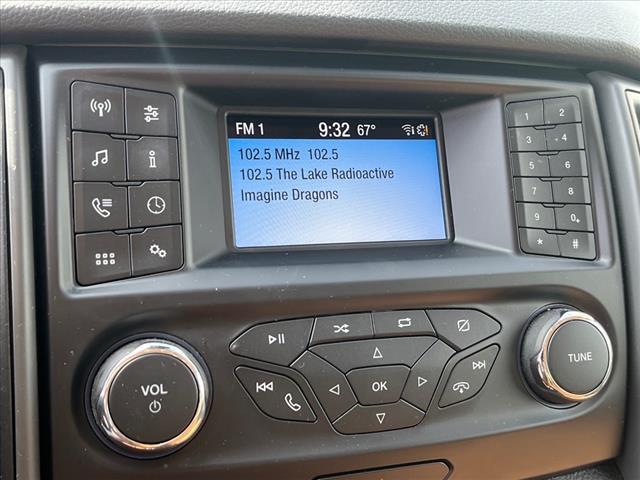 FM 1 9:32 67°
102.5 MHz 102.5
102.5 The Lake Radioactive
Imagine Dragons
i
1 2
3 4
5 6
7 8
9 0+
* #
VOL
OK
TUNE